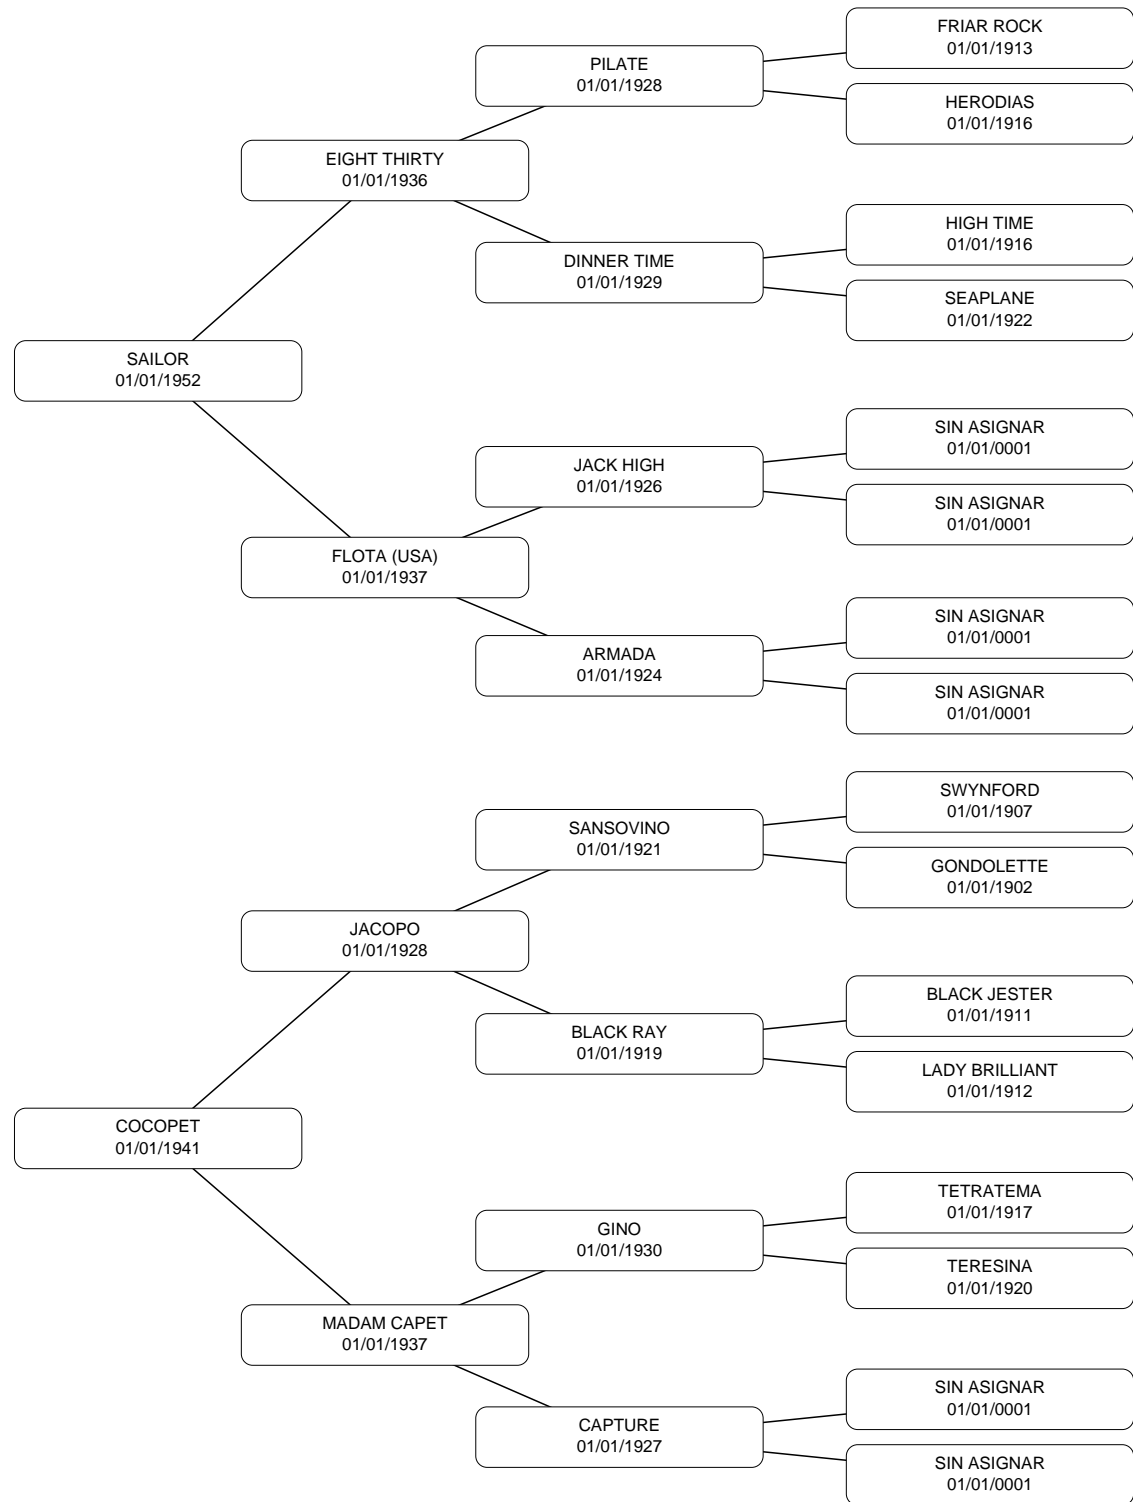 FRIAR ROCK
01/01/1913
PILATE
01/01/1928
HERODIAS
01/01/1916
EIGHT THIRTY
01/01/1936
HIGH TIME
01/01/1916
DINNER TIME
01/01/1929
SEAPLANE
01/01/1922
SAILOR
01/01/1952
SIN ASIGNAR
01/01/0001
JACK HIGH
01/01/1926
SIN ASIGNAR
01/01/0001
FLOTA (USA)
01/01/1937
SIN ASIGNAR
01/01/0001
ARMADA
01/01/1924
SIN ASIGNAR
01/01/0001
SWYNFORD
01/01/1907
SANSOVINO
01/01/1921
GONDOLETTE
01/01/1902
JACOPO
01/01/1928
BLACK JESTER
01/01/1911
BLACK RAY
01/01/1919
LADY BRILLIANT
01/01/1912
COCOPET
01/01/1941
TETRATEMA
01/01/1917
GINO
01/01/1930
TERESINA
01/01/1920
MADAM CAPET
01/01/1937
SIN ASIGNAR
01/01/0001
CAPTURE
01/01/1927
SIN ASIGNAR
01/01/0001